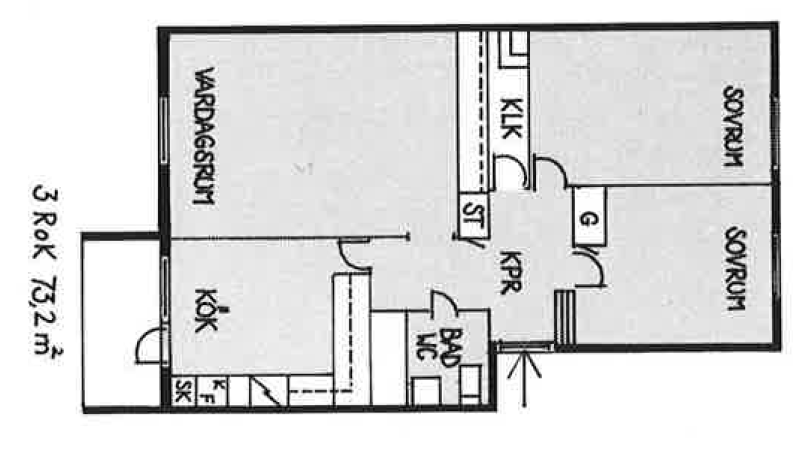 3 RoK 73,2 m²
VARDAGSRUM
KÖK
SK
K
F
ST
KLK
KPR
BAD
WC
G
SOVRUM
SOVRUM